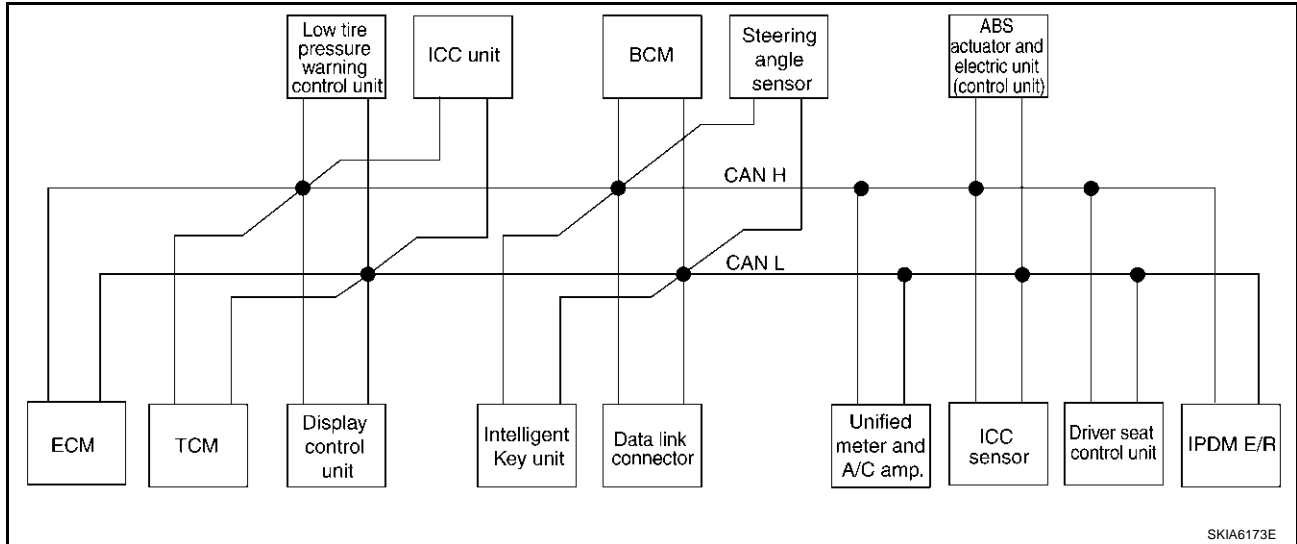 Low tire
pressure
warning
control unit
ICC unit
BCM
Steering
angle
sensor
ABS
actuator and
electric unit
(control unit)
CAN H
CAN L
ECM
TCM
Display
control
unit
Intelligent
Key unit
Data link
connector
Unified
meter and
A/C amp.
ICC
sensor
Driver seat
control unit
IPDM E/R
SKIA6173E